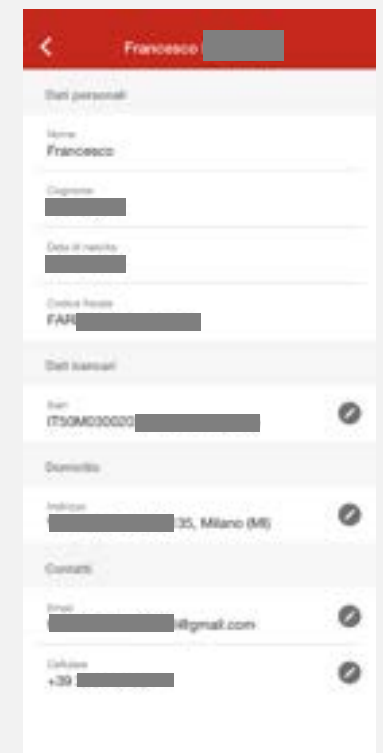 Francesco
Dati personali
Nome
Francesco
Cognome
Data di nascita
Codice fiscale
FAR
Dati bancari
Iban
IT50M030020
Domicilio
Indirizzo
35, Milano (MI)
Contatti
Email
@gmail.com
Cellulare
+39